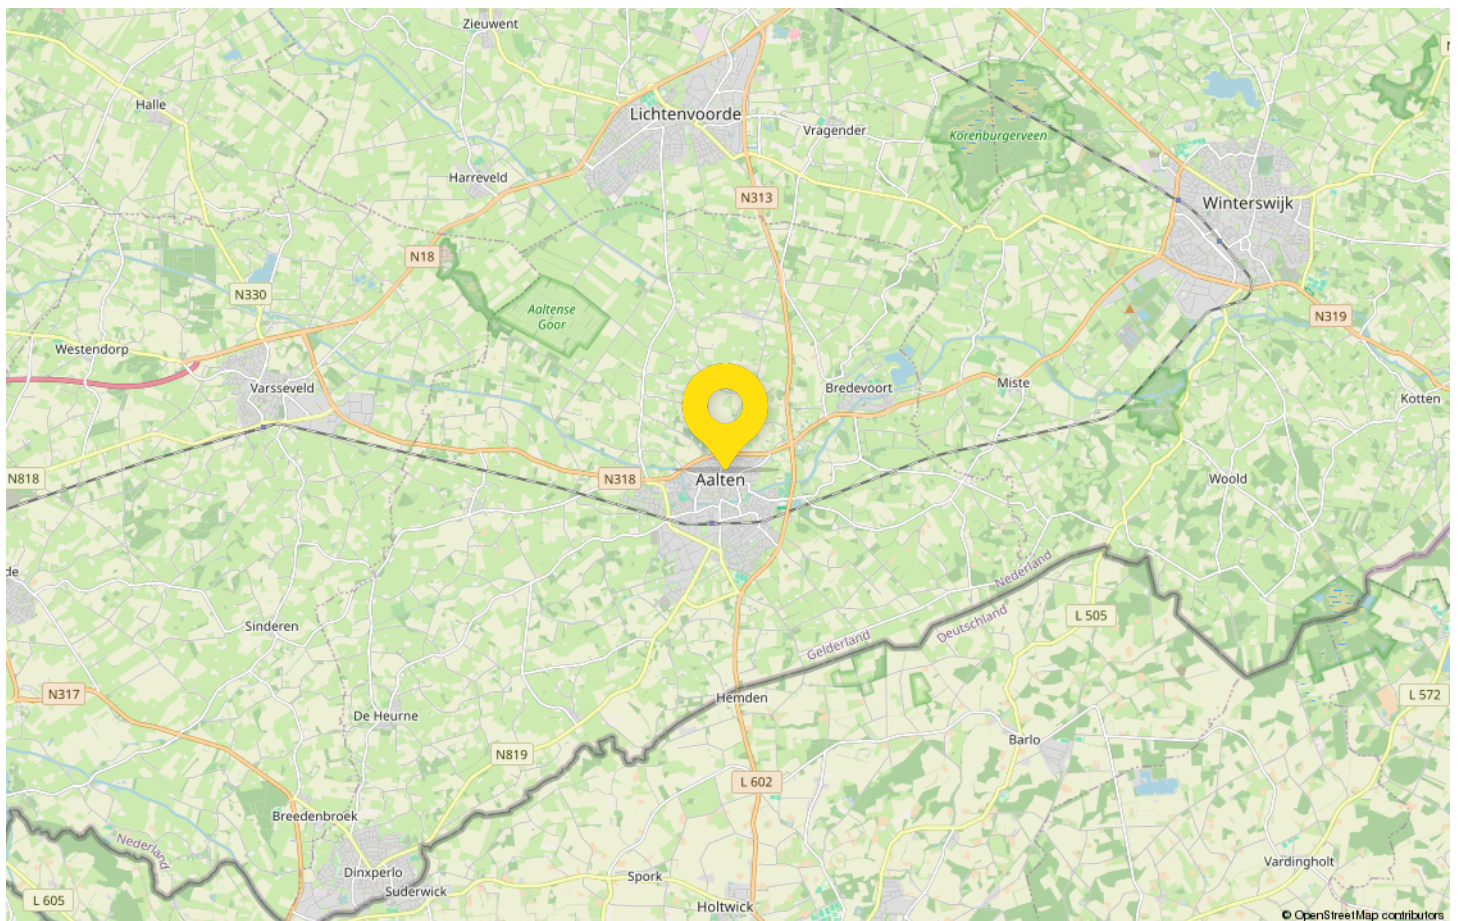 Zieuwent
Halle
Lichtenvoorde
Vragender
Korenburgerveen
Harreveld
N313
Winterswijk
N18
N330
Aaltense
Goor
N319
Westendorp
Varsseveld
Bredevoort
Miste
Kotten
N818
N318
Aalten
Woold
Nederland
Sinderen
L 505
Deutschland
Gelderland
N317
De Heurne
Hemden
L 572
Barlo
N819
L 602
Breedenbroek
Nederland
Dinxperlo
Suderwick
Spork
Vardingholt
L 605
Holtwick
© OpenStreetMap contributors